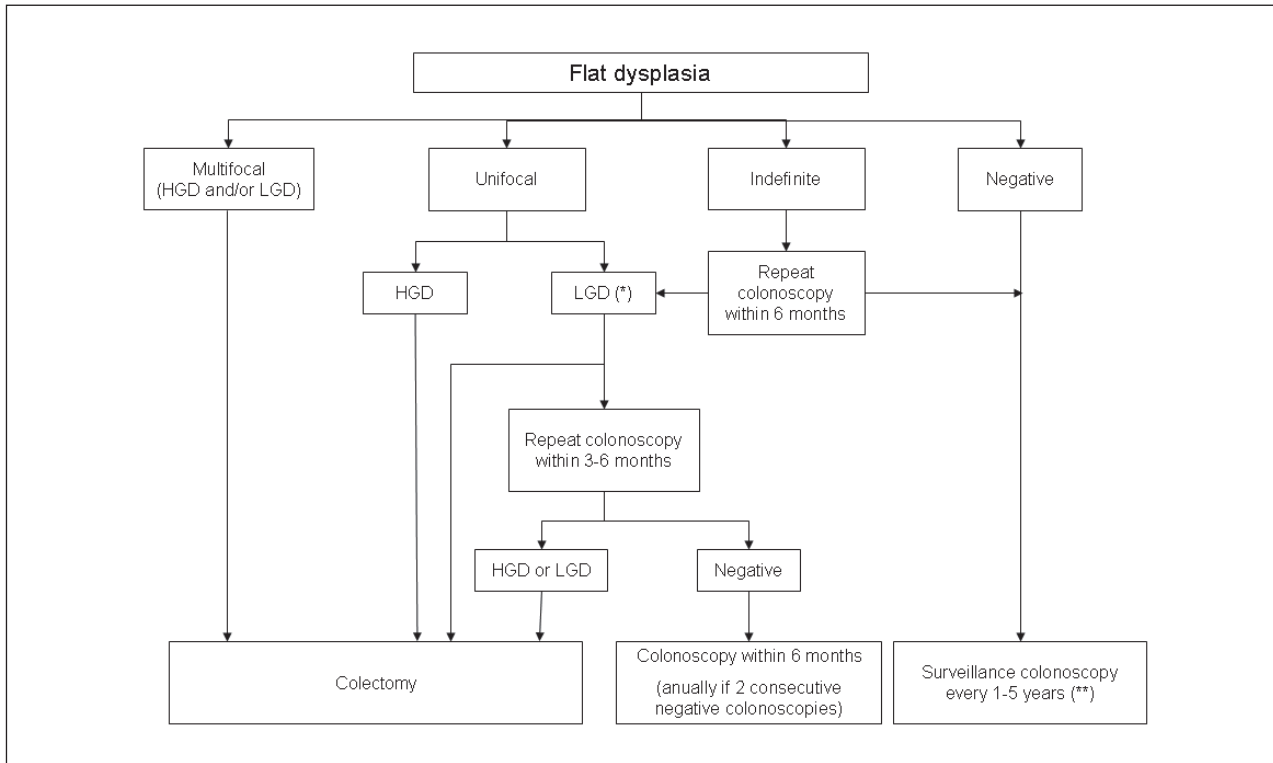 Flat dysplasia
Multifocal
(HGD and/or LGD)
Unifocal
Indefinite
Negative
HGD
LGD (*)
Repeat
colonoscopy
within 6 months
Repeat colonoscopy
within 3-6 months
HGD or LGD
Negative
Colectomy
Colonoscopy within 6 months
(anually if 2 consecutive
negative colonoscopies)
Surveillance colonoscopy
every 1-5 years (**)